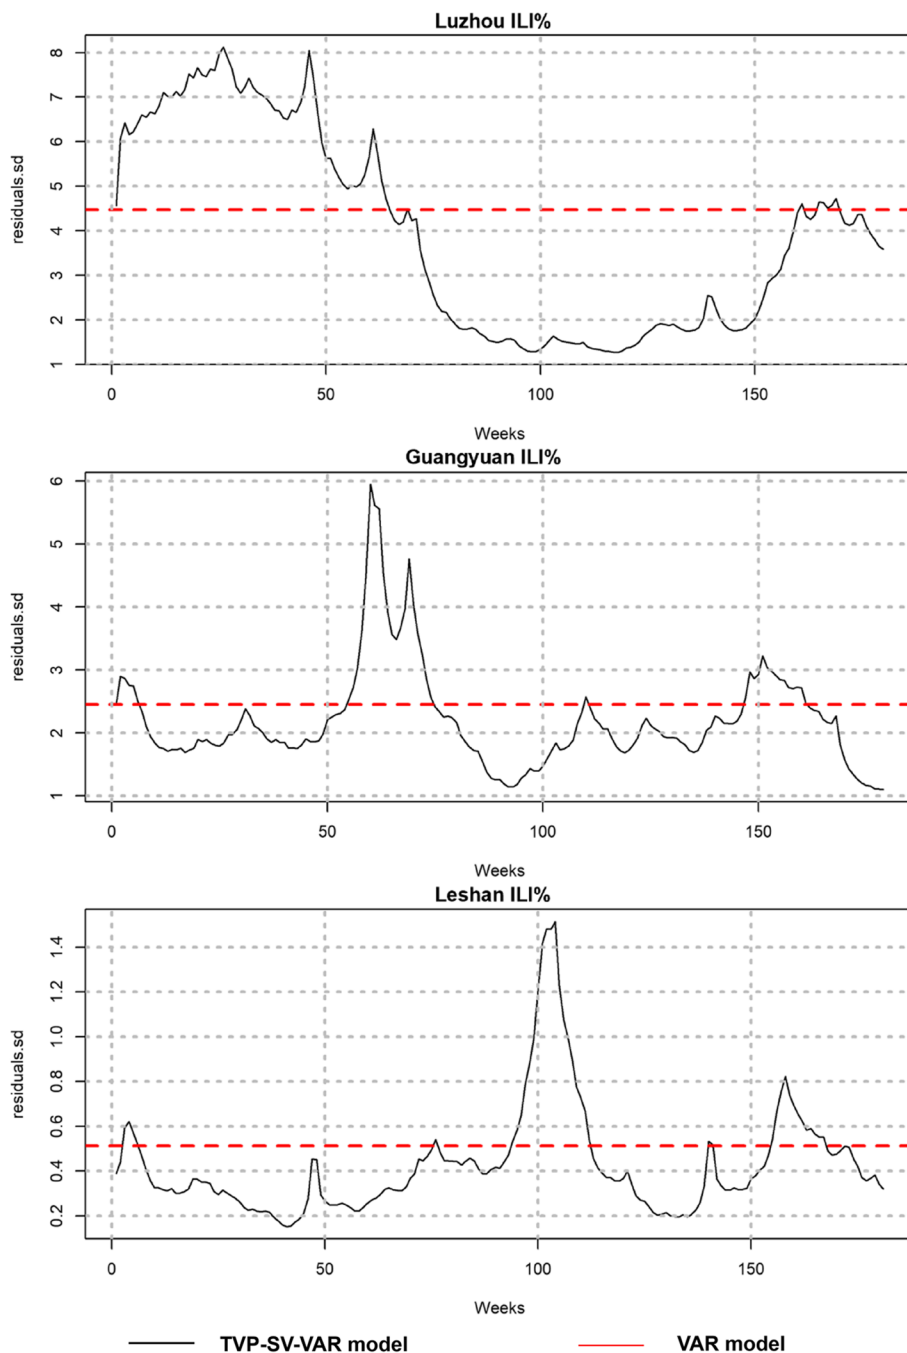 Luzhou ILI%
8
7
6
5
4
3
2
1
residuals.sd
0 50 100 150
Weeks
Guangyuan ILI%
6
5
4
3
2
1
residuals.sd
0 50 100 150
Weeks
Leshan ILI%
1.4
1.2
1.0
0.8
0.6
0.4
0.2
residuals.sd
0 50 100 150
Weeks
TVP-SV-VAR model VAR model